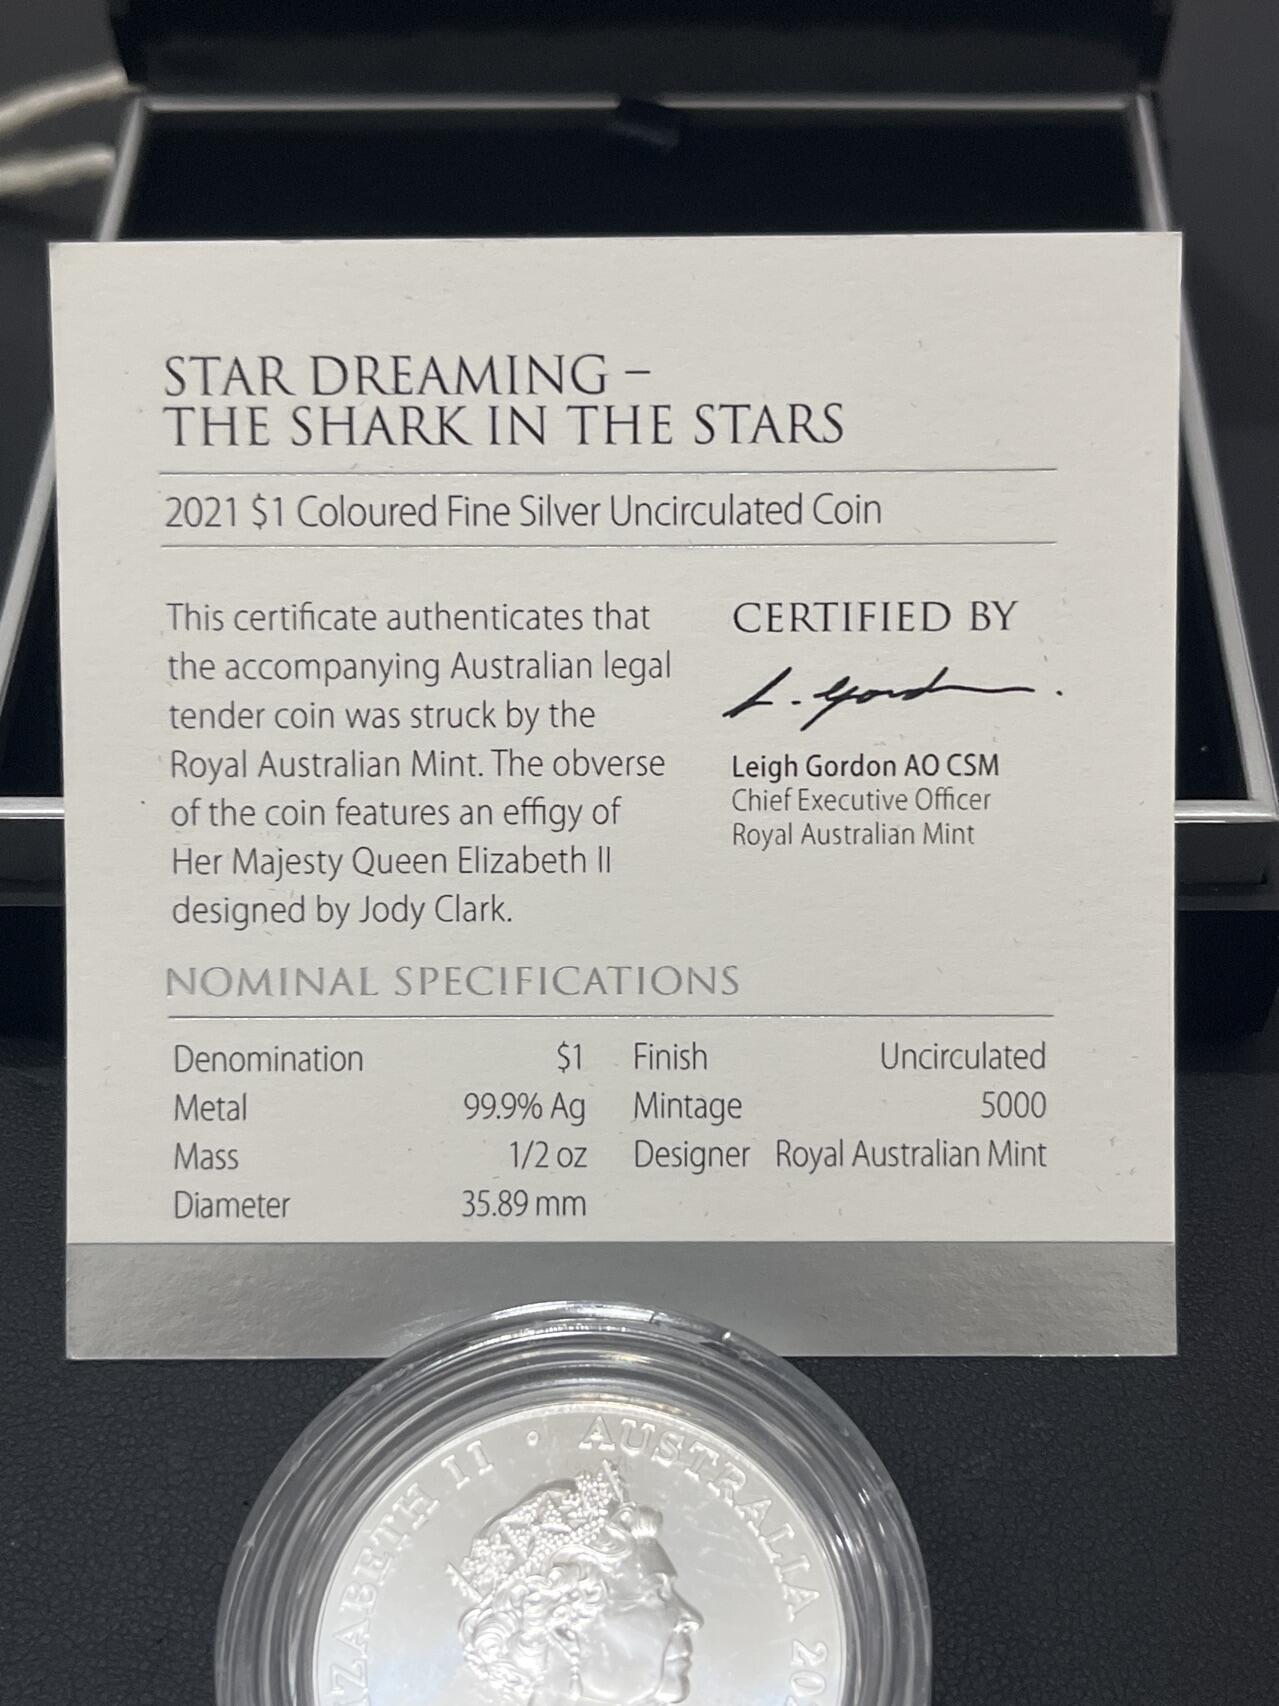 STAR DREAMING –
THE SHARK IN THE STARS
2021 $1 Coloured Fine Silver Uncirculated Coin
This certificate authenticates that
the accompanying Australian legal
tender coin was struck by the
Royal Australian Mint. The obverse
of the coin features an effigy of
Her Majesty Queen Elizabeth II
designed by Jody Clark.
CERTIFIED BY
L. Gordon.
Leigh Gordon AO CSM
Chief Executive Officer
Royal Australian Mint
NOMINAL SPECIFICATIONS
Denomination $1 Finish Uncirculated
Metal 99.9% Ag Mintage 5000
Mass 1/2 oz Designer Royal Australian Mint
Diameter 35.89 mm
ZABETH II • AUSTRALIA 20